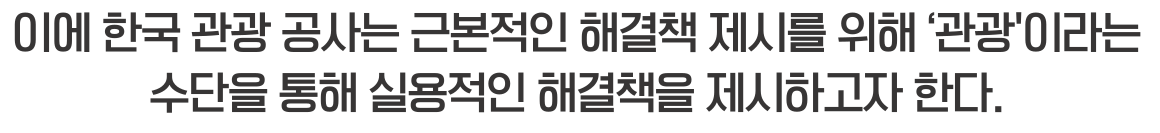 이에 한국 관광 공사는 근본적인 해결책 제시를 위해 ‘관광'이라는
수단을 통해 실용적인 해결책을 제시하고자 한다.